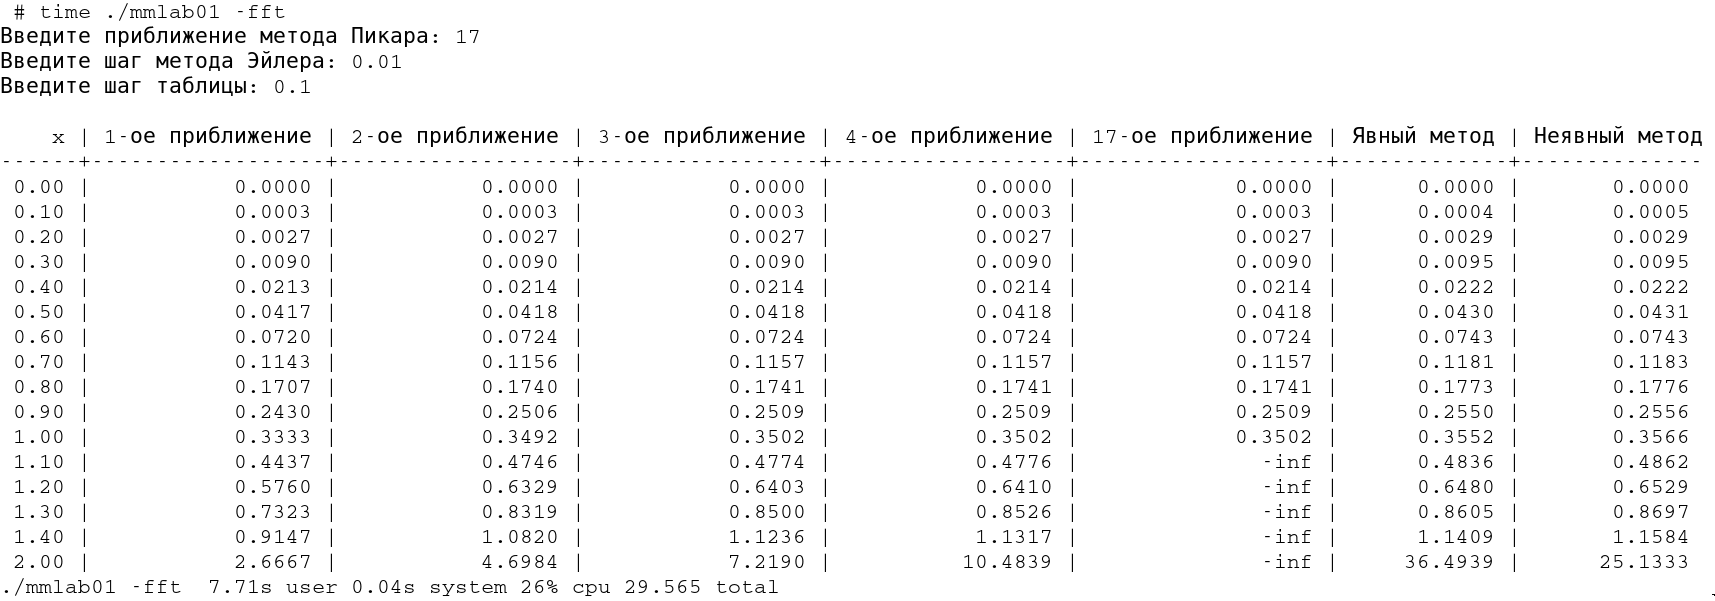 # time ./mmlab01 -fft
Введите приближение метода Пикара: 17
Введите шаг метода Эйлера: 0.01
Введите шаг таблицы: 0.1
x | 1-ое приближение | 2-ое приближение | 3-ое приближение | 4-ое приближение | 17-ое приближение | Явный метод | Неявный метод
------+------------------+------------------+------------------+------------------+-------------------+-------------+--------------
0.00 | 0.0000 | 0.0000 | 0.0000 | 0.0000 | 0.0000 | 0.0000 | 0.0000
0.10 | 0.0003 | 0.0003 | 0.0003 | 0.0003 | 0.0003 | 0.0004 | 0.0005
0.20 | 0.0027 | 0.0027 | 0.0027 | 0.0027 | 0.0027 | 0.0029 | 0.0029
0.30 | 0.0090 | 0.0090 | 0.0090 | 0.0090 | 0.0090 | 0.0095 | 0.0095
0.40 | 0.0213 | 0.0214 | 0.0214 | 0.0214 | 0.0214 | 0.0222 | 0.0222
0.50 | 0.0417 | 0.0418 | 0.0418 | 0.0418 | 0.0418 | 0.0430 | 0.0431
0.60 | 0.0720 | 0.0724 | 0.0724 | 0.0724 | 0.0724 | 0.0743 | 0.0743
0.70 | 0.1143 | 0.1156 | 0.1157 | 0.1157 | 0.1157 | 0.1181 | 0.1183
0.80 | 0.1707 | 0.1740 | 0.1741 | 0.1741 | 0.1741 | 0.1773 | 0.1776
0.90 | 0.2430 | 0.2506 | 0.2509 | 0.2509 | 0.2509 | 0.2550 | 0.2556
1.00 | 0.3333 | 0.3492 | 0.3502 | 0.3502 | 0.3502 | 0.3552 | 0.3566
1.10 | 0.4437 | 0.4746 | 0.4774 | 0.4776 | -inf | 0.4836 | 0.4862
1.20 | 0.5760 | 0.6329 | 0.6403 | 0.6410 | -inf | 0.6480 | 0.6529
1.30 | 0.7323 | 0.8319 | 0.8500 | 0.8526 | -inf | 0.8605 | 0.8697
1.40 | 0.9147 | 1.0820 | 1.1236 | 1.1317 | -inf | 1.1409 | 1.1584
2.00 | 2.6667 | 4.6984 | 7.2190 | 10.4839 | -inf | 36.4939 | 25.1333
./mmlab01 -fft 7.71s user 0.04s system 26% cpu 29.565 total